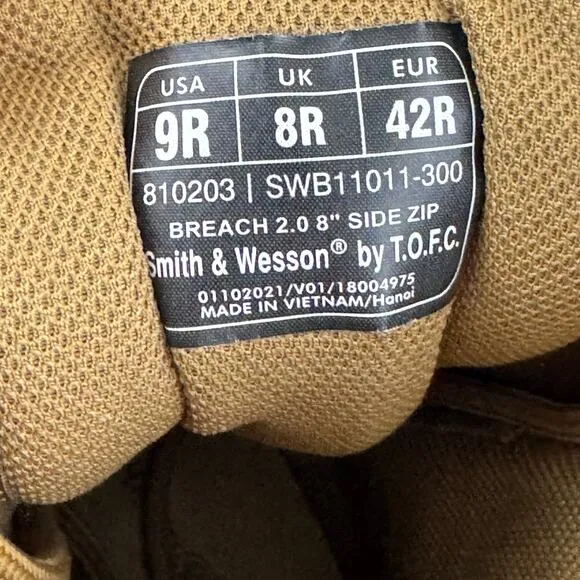 USA UK EUR
9R 8R 42R
810203 | SWB11011-300
BREACH 2.0 8" SIDE ZIP
Smith & Wesson® by T.O.F.C.
01102021/V01/18004975
MADE IN VIETNAM/Hanoi